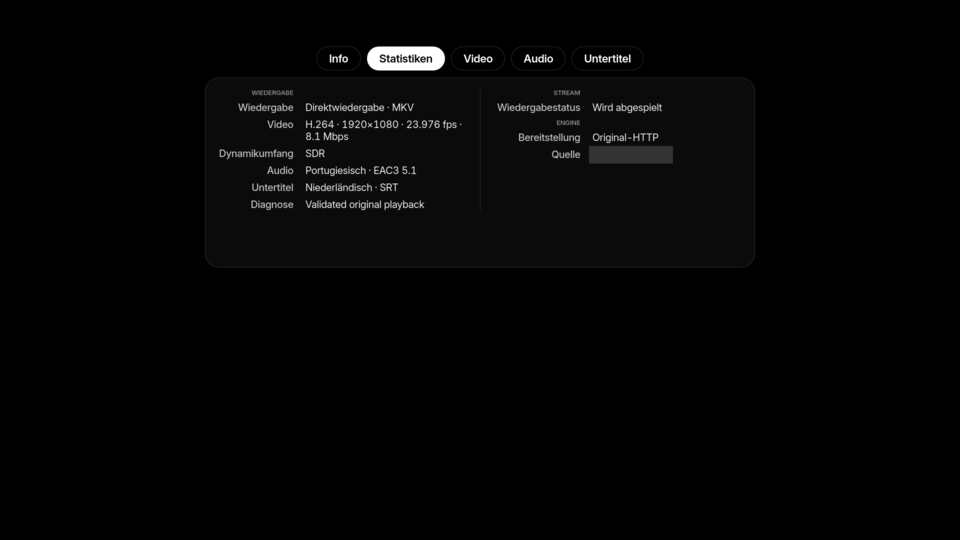 Info
Statistiken
Video
Audio
Untertitel
WIEDERGABE
Wiedergabe Direktwiedergabe · MKV
Video H.264 · 1920×1080 · 23.976 fps ·
8.1 Mbps
Dynamikumfang SDR
Audio Portugiesisch · EAC3 5.1
Untertitel Niederländisch · SRT
Diagnose Validated original playback
STREAM
Wiedergabestatus Wird abgespielt
ENGINE
Bereitstellung Original-HTTP
Quelle